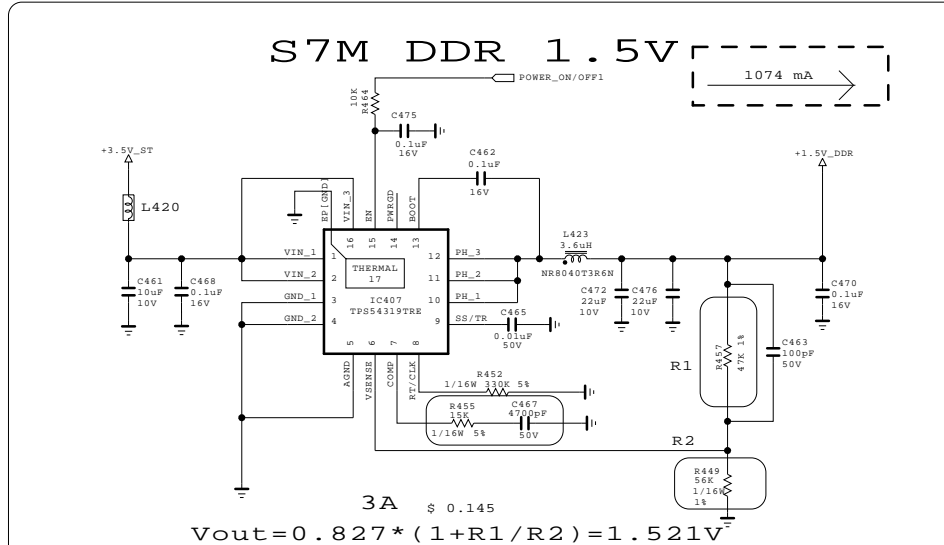 S7M DDR 1.5V
1074 mA
POWER_ON/OFF1
10K
R464
C475
0.1uF
16V
C462
0.1uF
16V
+3.5V_ST
+1.5V_DDR
L420
EP[GND]
VIN_3
EN
PWRGD
BOOT
16
15
14
13
L423
3.6uH
NR8040T3R6N
VIN_1
1
THERMAL
17
12
PH_3
VIN_2
2
11
PH_2
GND_1
3
IC407
TPS54319TRE
10
PH_1
GND_2
4
9
SS/TR
5
6
7
8
AGND
VSENSE
COMP
RT/CLK
C461
10uF
10V
C468
0.1uF
16V
C465
0.01uF
50V
C472
22uF
10V
C476
22uF
10V
C470
0.1uF
16V
R1
R457
47K 1%
C463
100pF
50V
R452
1/16W 330K 5%
R455
15K
1/16W 5%
C467
4700pF
50V
R2
R449
56K
1/16W
1%
3A
$ 0.145
Vout=0.827*(1+R1/R2)=1.521V